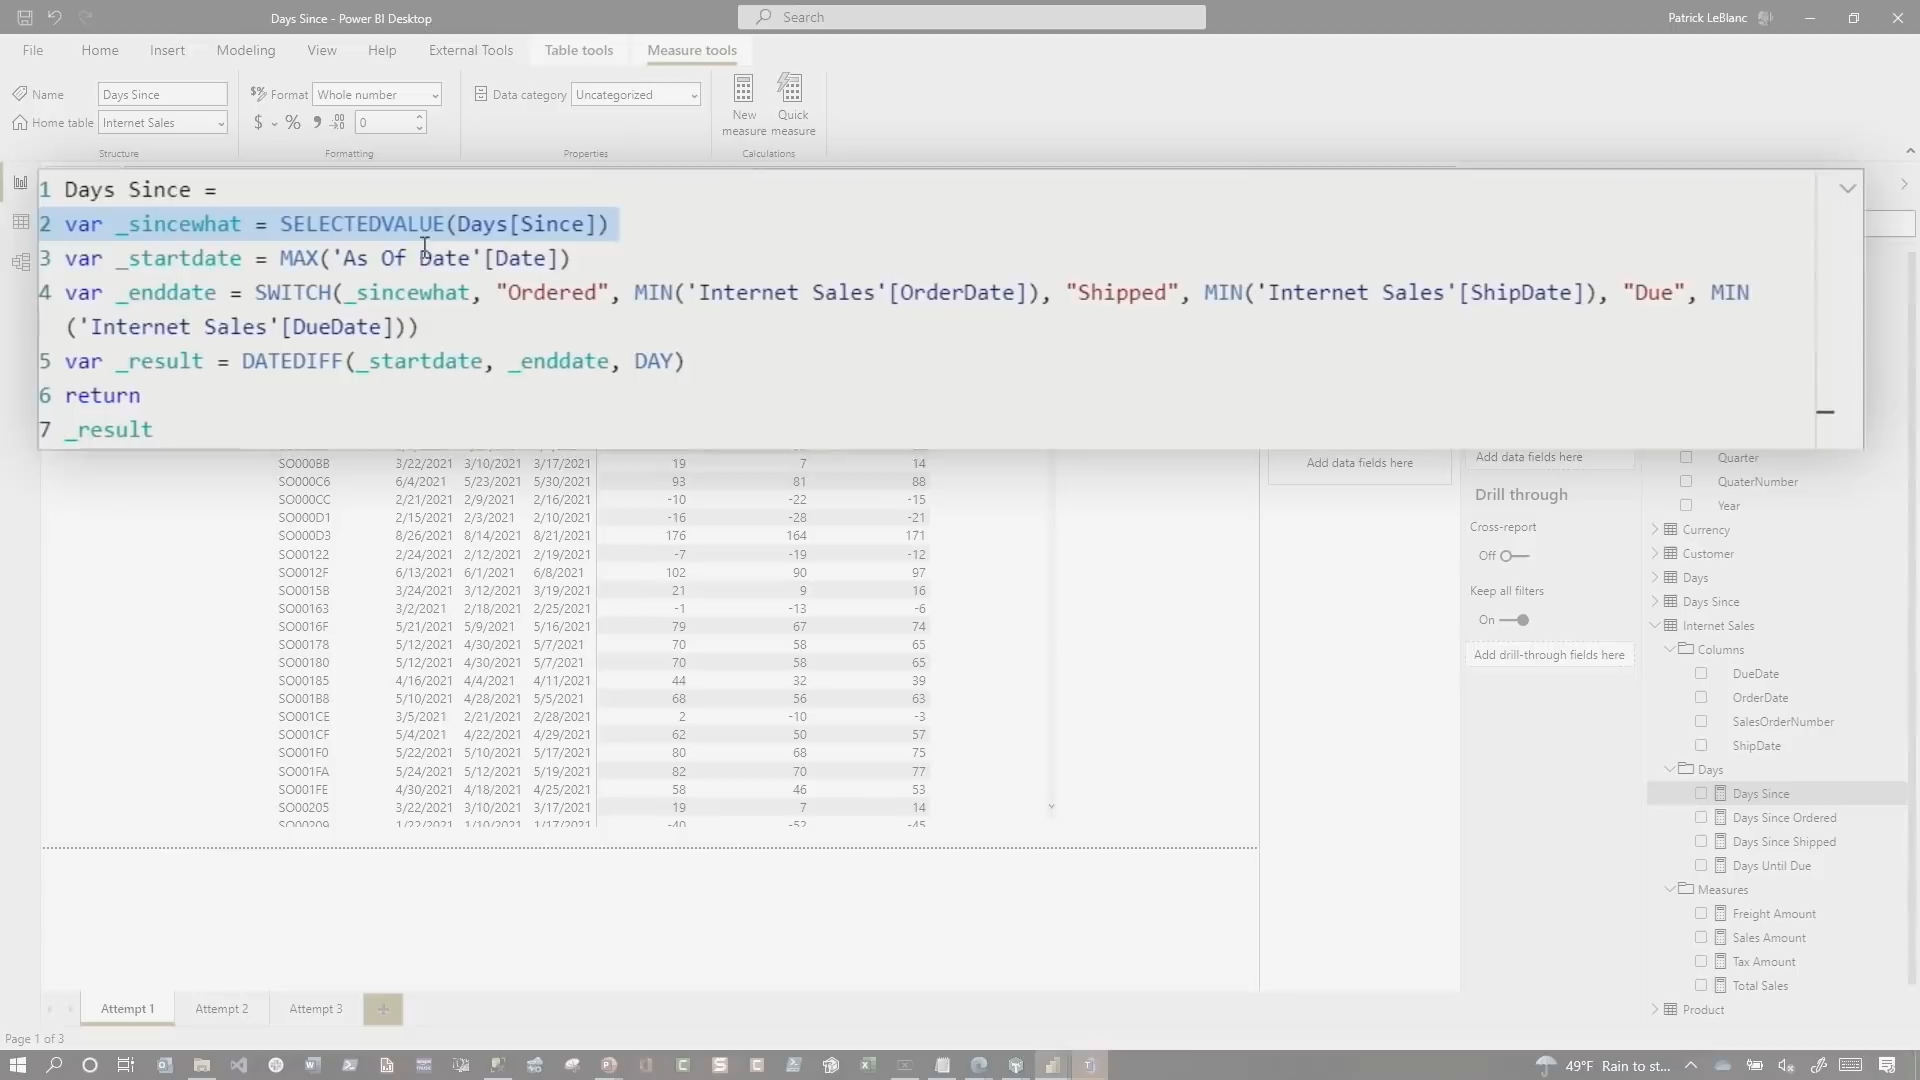 Days Since - Power BI Desktop
Search
Patrick LeBlanc
File Home Insert Modeling View Help External Tools Table tools Measure tools
Name Days Since
Home table Internet Sales
Structure
Format Whole number
$ % 0
Formatting
Data category Uncategorized
Properties
New measure
Quick measure
Calculations
1 Days Since =
2 var _sincewhat = SELECTEDVALUE(Days[Since])
3 var _startdate = MAX('As Of Date'[Date])
4 var _enddate = SWITCH(_sincewhat, "Ordered", MIN('Internet Sales'[OrderDate]), "Shipped", MIN('Internet Sales'[ShipDate]), "Due", MIN
('Internet Sales'[DueDate]))
5 var _result = DATEDIFF(_startdate, _enddate, DAY)
6 return
7 _result
SO000BB 3/22/2021 3/10/2021 3/17/2021 19 7 14
SO000C6 6/4/2021 5/23/2021 5/30/2021 93 81 88
SO000CC 2/21/2021 2/9/2021 2/16/2021 -10 -22 -15
SO000D1 2/15/2021 2/3/2021 2/10/2021 -16 -28 -21
SO000D3 8/26/2021 8/14/2021 8/21/2021 176 164 171
SO00122 2/24/2021 2/12/2021 2/19/2021 -7 -19 -12
SO0012F 6/13/2021 6/1/2021 6/8/2021 102 90 97
SO0015B 3/24/2021 3/12/2021 3/19/2021 21 9 16
SO00163 3/2/2021 2/18/2021 2/25/2021 -1 -13 -6
SO0016F 5/21/2021 5/9/2021 5/16/2021 79 67 74
SO00178 5/12/2021 4/30/2021 5/7/2021 70 58 65
SO00180 5/12/2021 4/30/2021 5/7/2021 70 58 65
SO00185 4/16/2021 4/4/2021 4/11/2021 44 32 39
SO001B8 5/10/2021 4/28/2021 5/5/2021 68 56 63
SO001CE 3/5/2021 2/21/2021 2/28/2021 2 -10 -3
SO001CF 5/4/2021 4/22/2021 4/29/2021 62 50 57
SO001F0 5/22/2021 5/10/2021 5/17/2021 80 68 75
SO001FA 5/24/2021 5/12/2021 5/19/2021 82 70 77
SO001FE 4/30/2021 4/18/2021 4/25/2021 58 46 53
SO00205 3/22/2021 3/10/2021 3/17/2021 19 7 14
SO00209 1/22/2021 1/10/2021 1/17/2021 -40 -52 -45
Add data fields here
Add data fields here
Drill through
Cross-report
Off
Keep all filters
On
Add drill-through fields here
Quarter
QuaterNumber
Year
Currency
Customer
Days
Days Since
Internet Sales
Columns
DueDate
OrderDate
SalesOrderNumber
ShipDate
Days
Days Since
Days Since Ordered
Days Since Shipped
Days Until Due
Measures
Freight Amount
Sales Amount
Tax Amount
Total Sales
Product
Attempt 1 Attempt 2 Attempt 3 +
Page 1 of 3
49°F Rain to st...